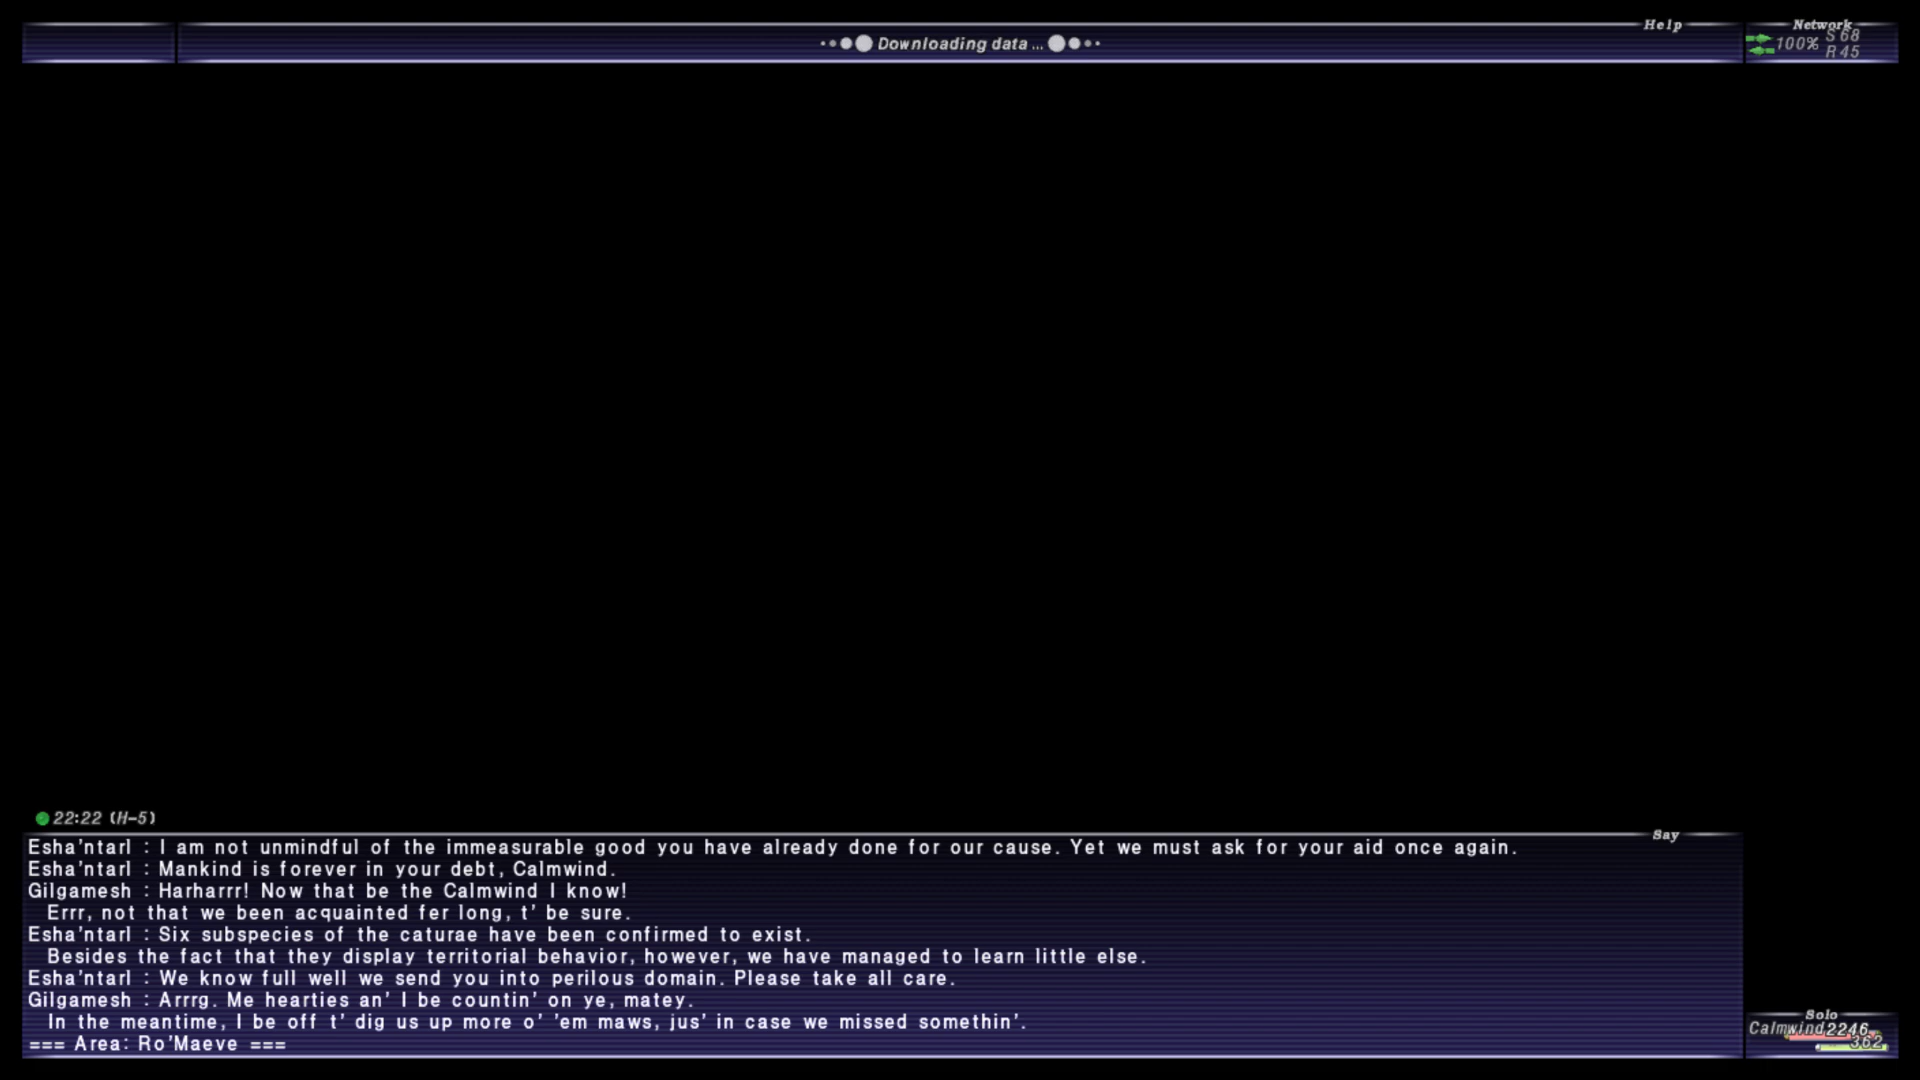 Help
Network
Downloading data ...
100% S 68
R 45
22:22 (H-5)
Say
Esha'ntarl : I am not unmindful of the immeasurable good you have already done for our cause. Yet we must ask for your aid once again.
Esha'ntarl : Mankind is forever in your debt, Calmwind.
Gilgamesh : Harharrr! Now that be the Calmwind I know!
Errr, not that we been acquainted fer long, t' be sure.
Esha'ntarl : Six subspecies of the caturae have been confirmed to exist.
Besides the fact that they display territorial behavior, however, we have managed to learn little else.
Esha'ntarl : We know full well we send you into perilous domain. Please take all care.
Gilgamesh : Arrrg. Me hearties an' I be countin' on ye, matey.
In the meantime, I be off t' dig us up more o' 'em maws, jus' in case we missed somethin'.
=== Area: Ro'Maeve ===
Solo
Calmwind 2246
362